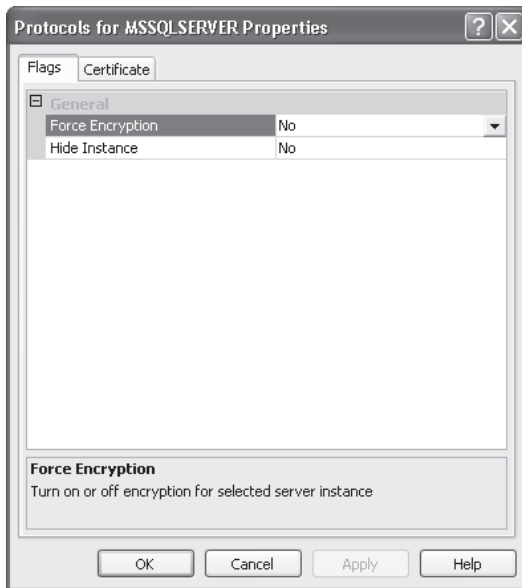 Protocols for MSSQLSERVER Properties
Flags Certificate
General
Force Encryption No
Hide Instance No
Force Encryption
Turn on or off encryption for selected server instance
OK Cancel Apply Help